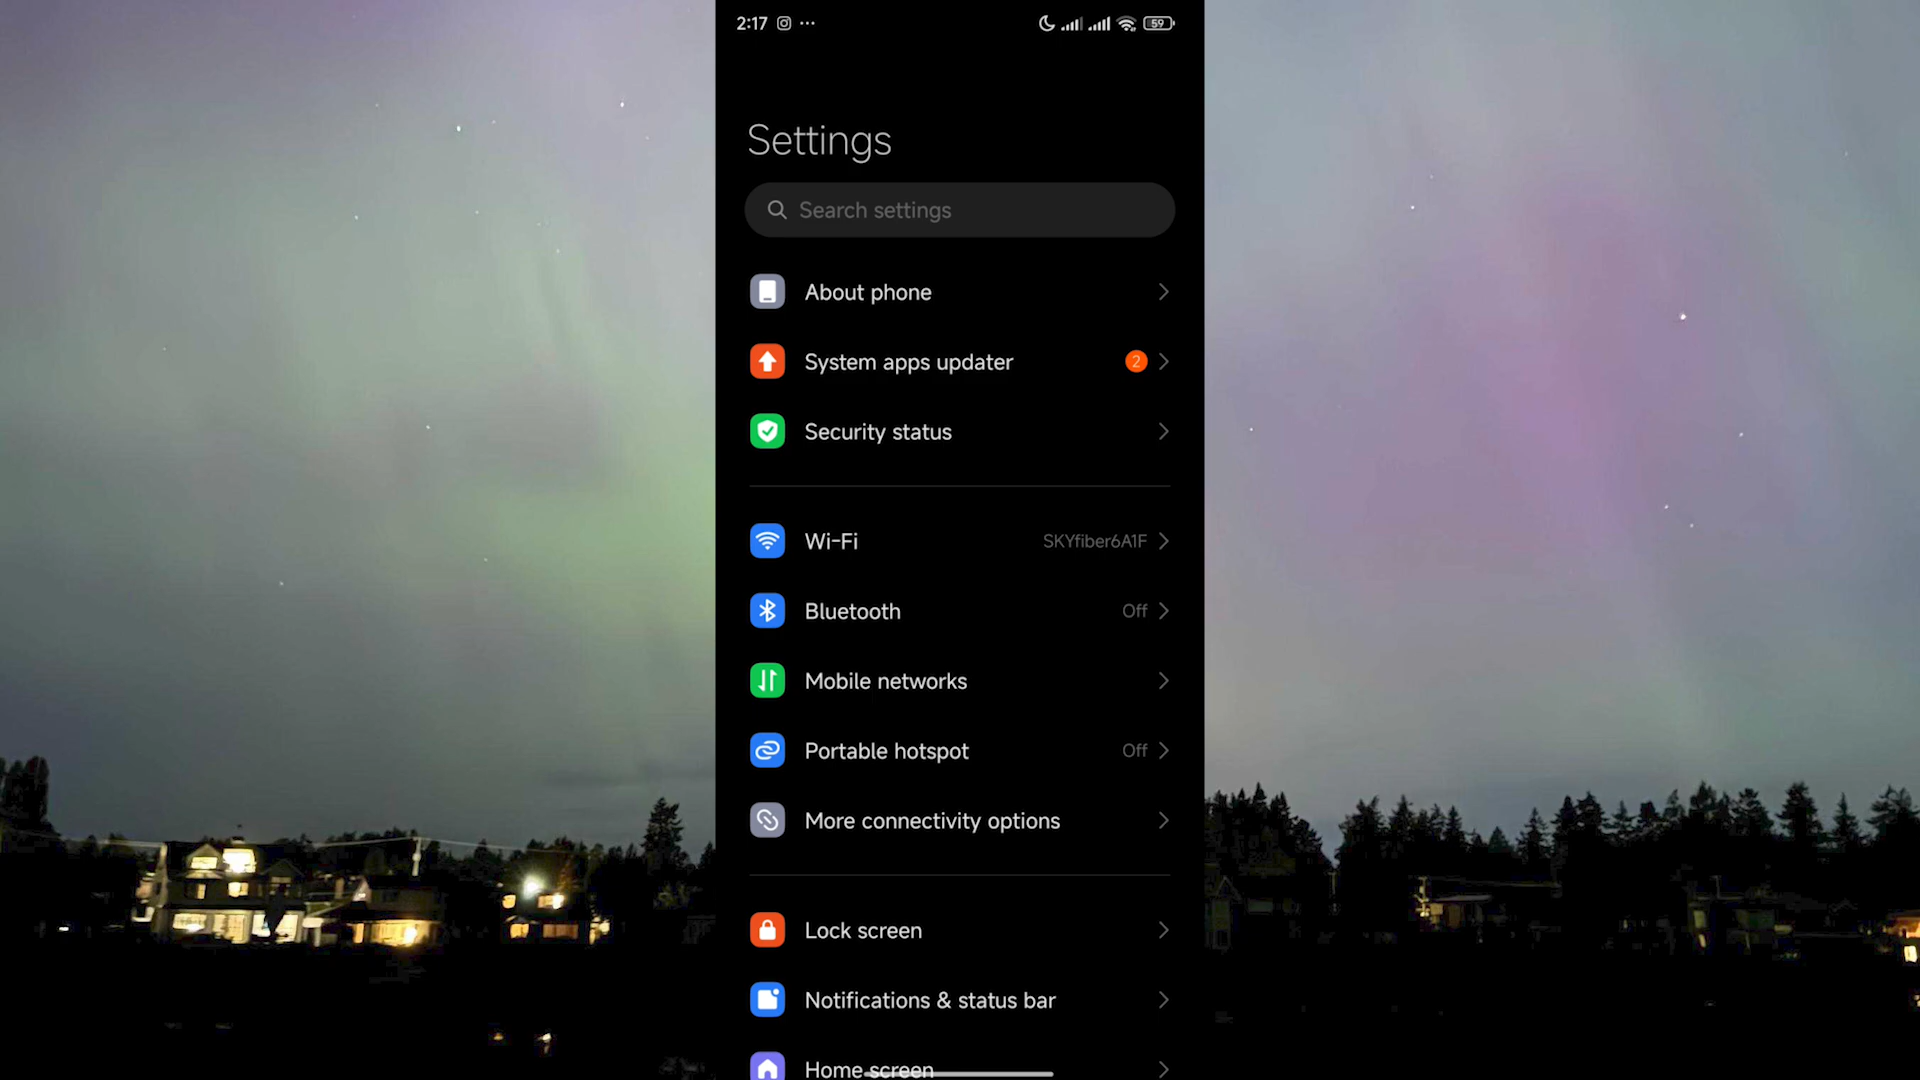 2:17 ··· 59
Settings
Search settings
About phone
System apps updater 2
Security status
Wi-Fi SKYfiber6A1F
Bluetooth Off
Mobile networks
Portable hotspot Off
More connectivity options
Lock screen
Notifications & status bar
Home screen